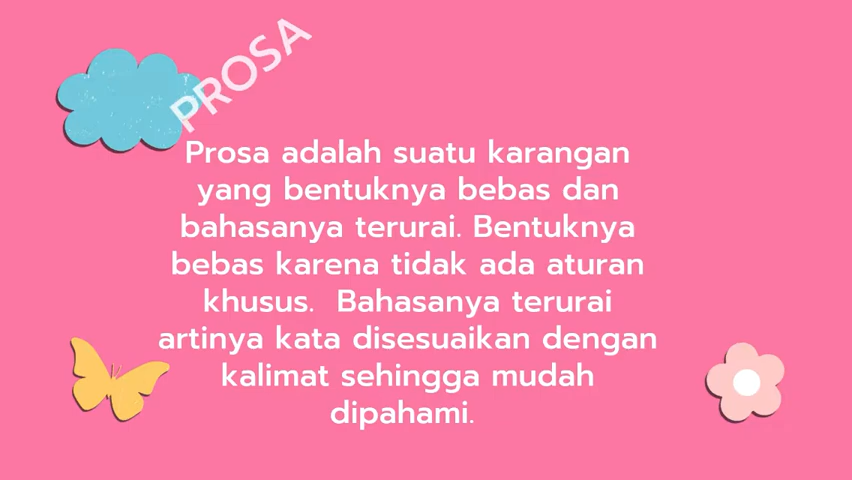 PROSA
Prosa adalah suatu karangan
yang bentuknya bebas dan
bahasanya terurai. Bentuknya
bebas karena tidak ada aturan
khusus.  Bahasanya terurai
artinya kata disesuaikan dengan
kalimat sehingga mudah
dipahami.